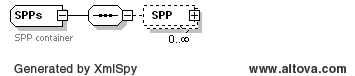 SPPs
SPP
SPP container
0..∞
Generated by XmlSpy
www.altova.com